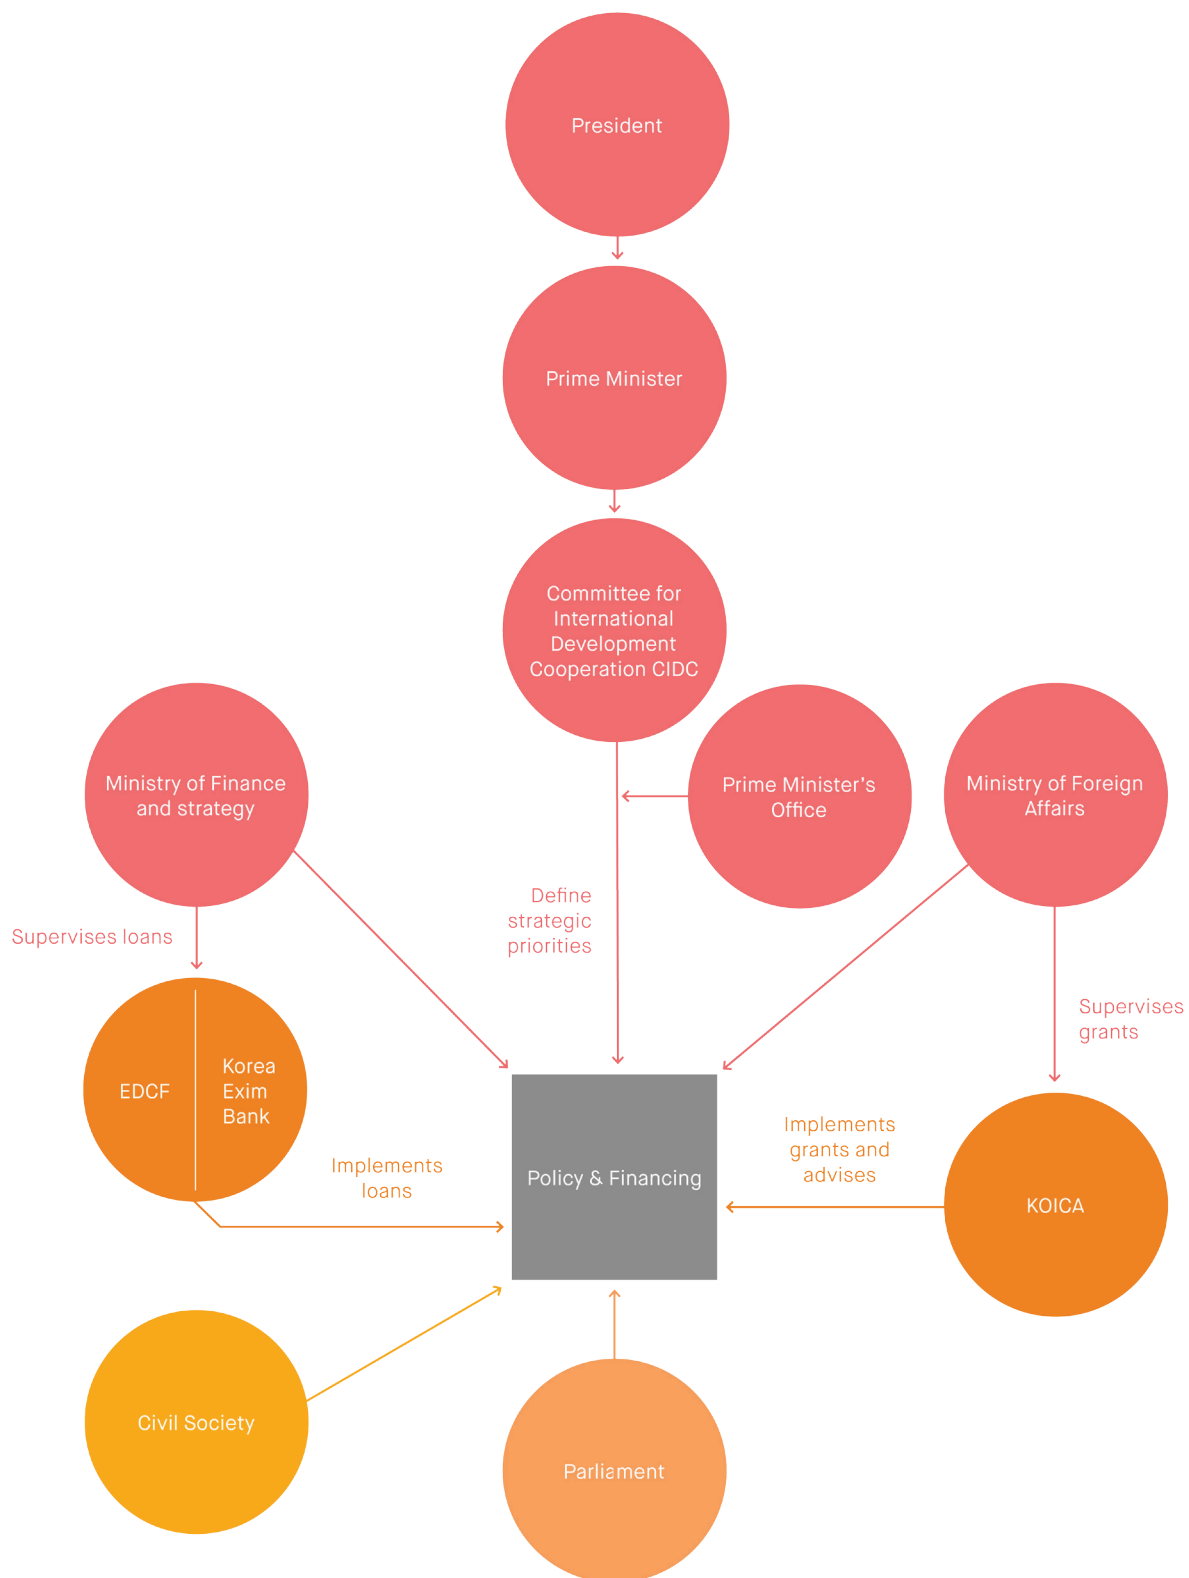 President
Prime Minister
Committee for
International
Development
Cooperation CIDC
Ministry of Finance
and strategy
Prime Minister's
Office
Ministry of Foreign
Affairs
Define
strategic
priorities
Supervises loans
Supervises
grants
EDCF
Korea
Exim
Bank
Implements
loans
Policy & Financing
Implements
grants and
advises
KOICA
Civil Society
Parliament